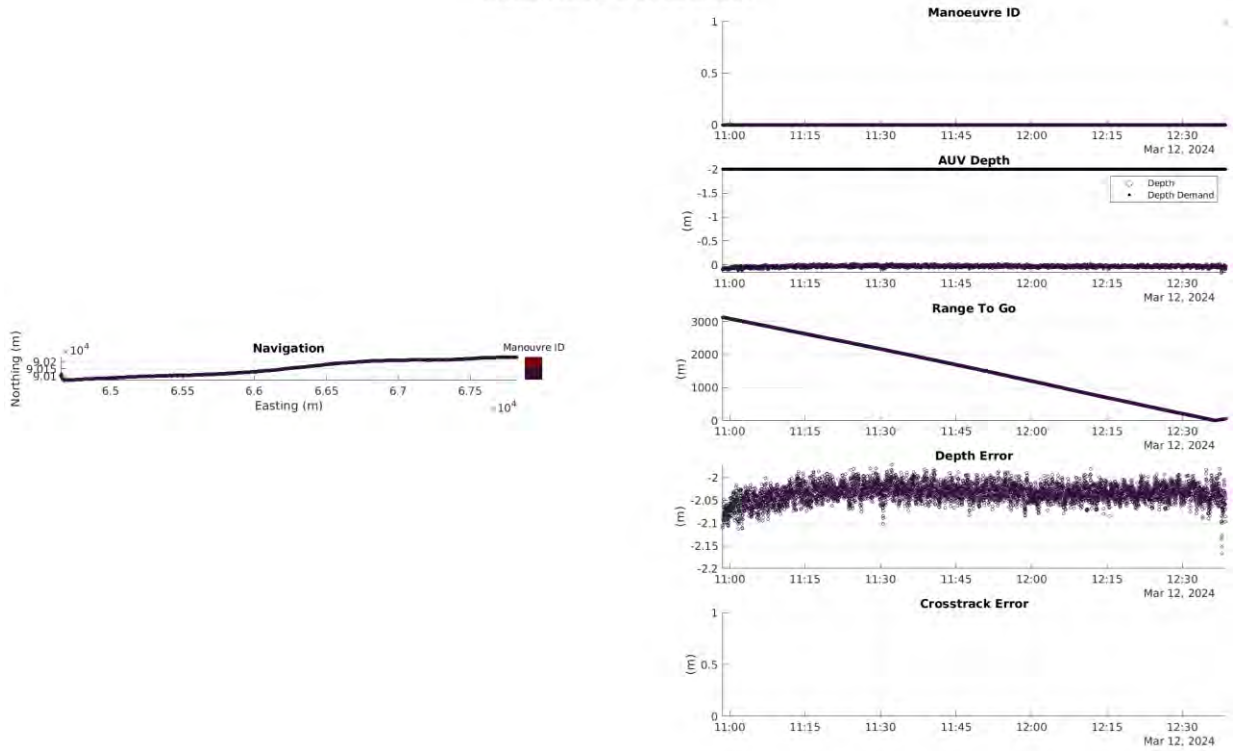 Navigation
Manouvre ID
Northing (m)
×10⁴
9.02
9.015
9.01
6.5 6.55 6.6 6.65 6.7 6.75
Easting (m)
×10⁴
Manoeuvre ID
1
0.5
0
11:00 11:15 11:30 11:45 12:00 12:15 12:30
Mar 12, 2024
AUV Depth
(m)
-2
-1.5
-1
-0.5
0
Depth
Depth Demand
11:00 11:15 11:30 11:45 12:00 12:15 12:30
Mar 12, 2024
Range To Go
(m)
3000
2000
1000
0
11:00 11:15 11:30 11:45 12:00 12:15 12:30
Mar 12, 2024
Depth Error
(m)
-2
-2.05
-2.1
-2.15
-2.2
11:00 11:15 11:30 11:45 12:00 12:15 12:30
Mar 12, 2024
Crosstrack Error
(m)
1
0.5
0
11:00 11:15 11:30 11:45 12:00 12:15 12:30
Mar 12, 2024